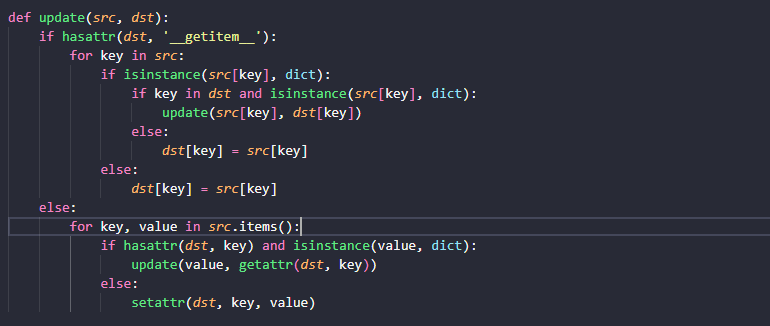 def update(src, dst):
    if hasattr(dst, '__getitem__'):
        for key in src:
            if isinstance(src[key], dict):
                if key in dst and isinstance(src[key], dict):
                    update(src[key], dst[key])
                else:
                    dst[key] = src[key]
            else:
                dst[key] = src[key]
    else:
        for key, value in src.items():
            if hasattr(dst, key) and isinstance(value, dict):
                update(value, getattr(dst, key))
            else:
                setattr(dst, key, value)